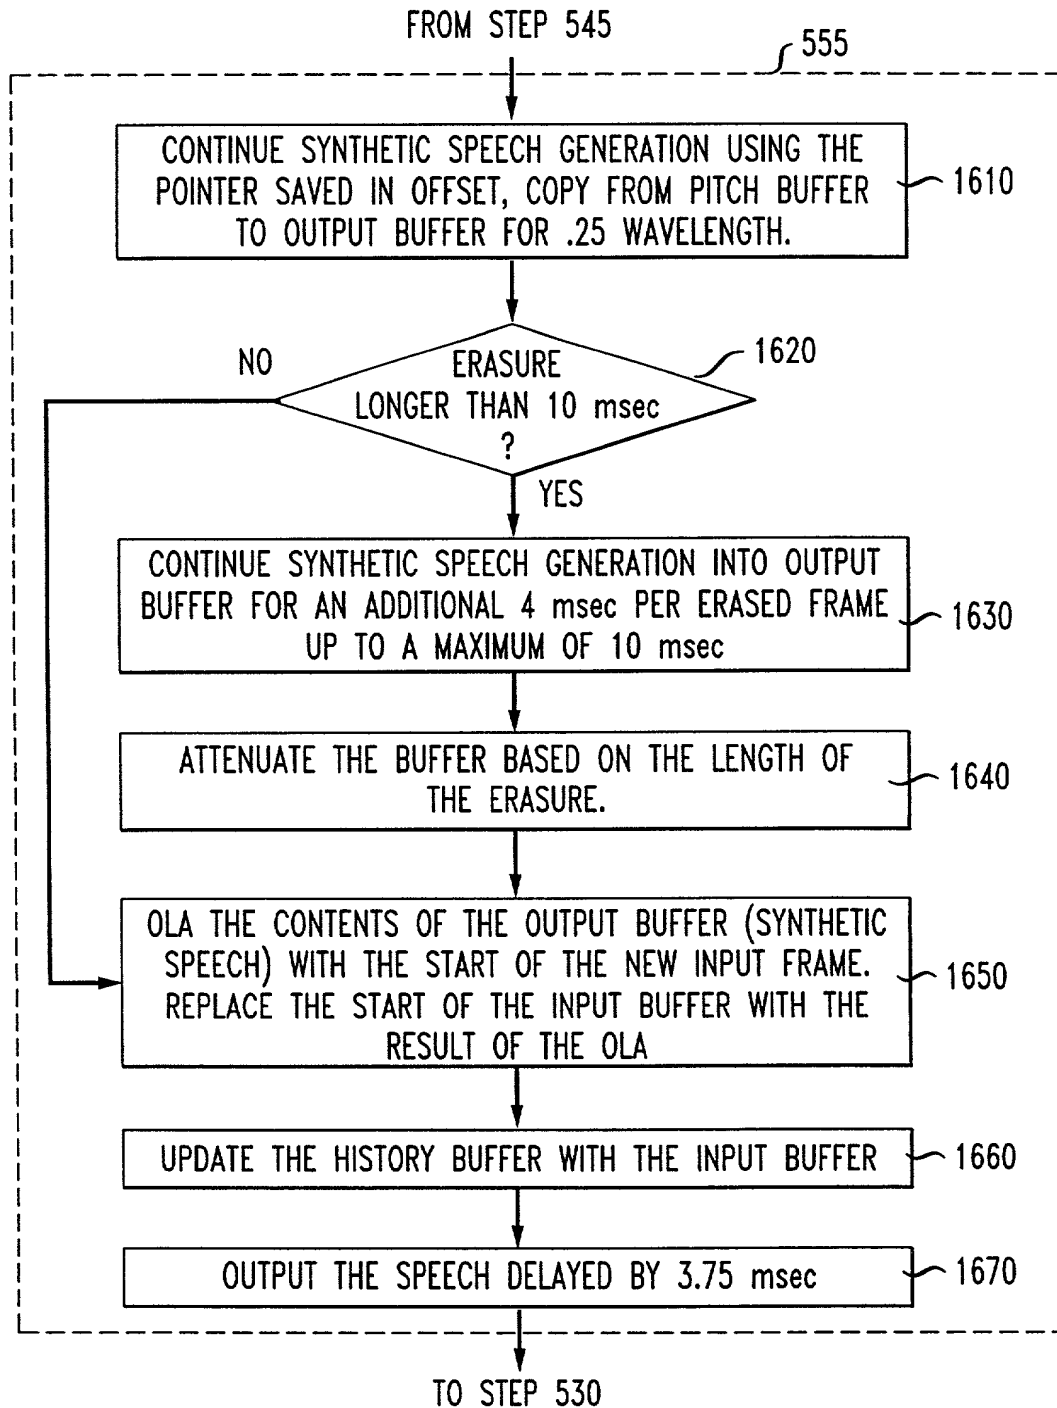 FROM STEP 545
555
CONTINUE SYNTHETIC SPEECH GENERATION USING THE
POINTER SAVED IN OFFSET, COPY FROM PITCH BUFFER
TO OUTPUT BUFFER FOR .25 WAVELENGTH.
1610
NO
ERASURE
LONGER THAN 10 msec
?
1620
YES
CONTINUE SYNTHETIC SPEECH GENERATION INTO OUTPUT
BUFFER FOR AN ADDITIONAL 4 msec PER ERASED FRAME
UP TO A MAXIMUM OF 10 msec
1630
ATTENUATE THE BUFFER BASED ON THE LENGTH OF
THE ERASURE.
1640
OLA THE CONTENTS OF THE OUTPUT BUFFER (SYNTHETIC
SPEECH) WITH THE START OF THE NEW INPUT FRAME.
REPLACE THE START OF THE INPUT BUFFER WITH THE
RESULT OF THE OLA
1650
UPDATE THE HISTORY BUFFER WITH THE INPUT BUFFER
1660
OUTPUT THE SPEECH DELAYED BY 3.75 msec
1670
TO STEP 530